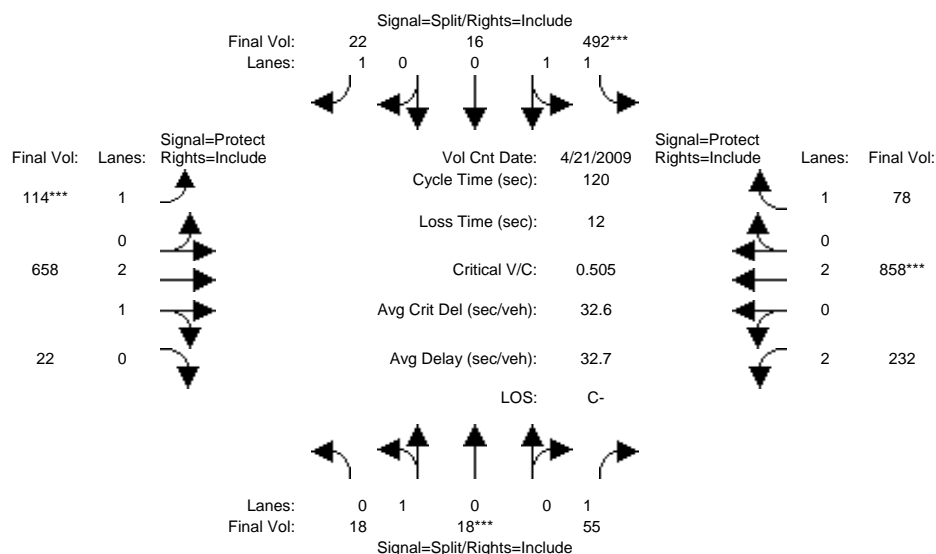 Signal=Split/Rights=Include
Final Vol: 22 16 492***
Lanes: 1 0 0 1 1
Signal=Protect Signal=Protect
Final Vol: Lanes: Rights=Include Vol Cnt Date: 4/21/2009 Rights=Include Lanes: Final Vol:
Cycle Time (sec): 120
114*** 1 1 78
Loss Time (sec): 12
0 0
658 2 Critical V/C: 0.505 2 858***
1 Avg Crit Del (sec/veh): 32.6 0
22 0 Avg Delay (sec/veh): 32.7 2 232
LOS: C-
Lanes: 0 1 0 0 1
Final Vol: 18 18*** 55
Signal=Split/Rights=Include